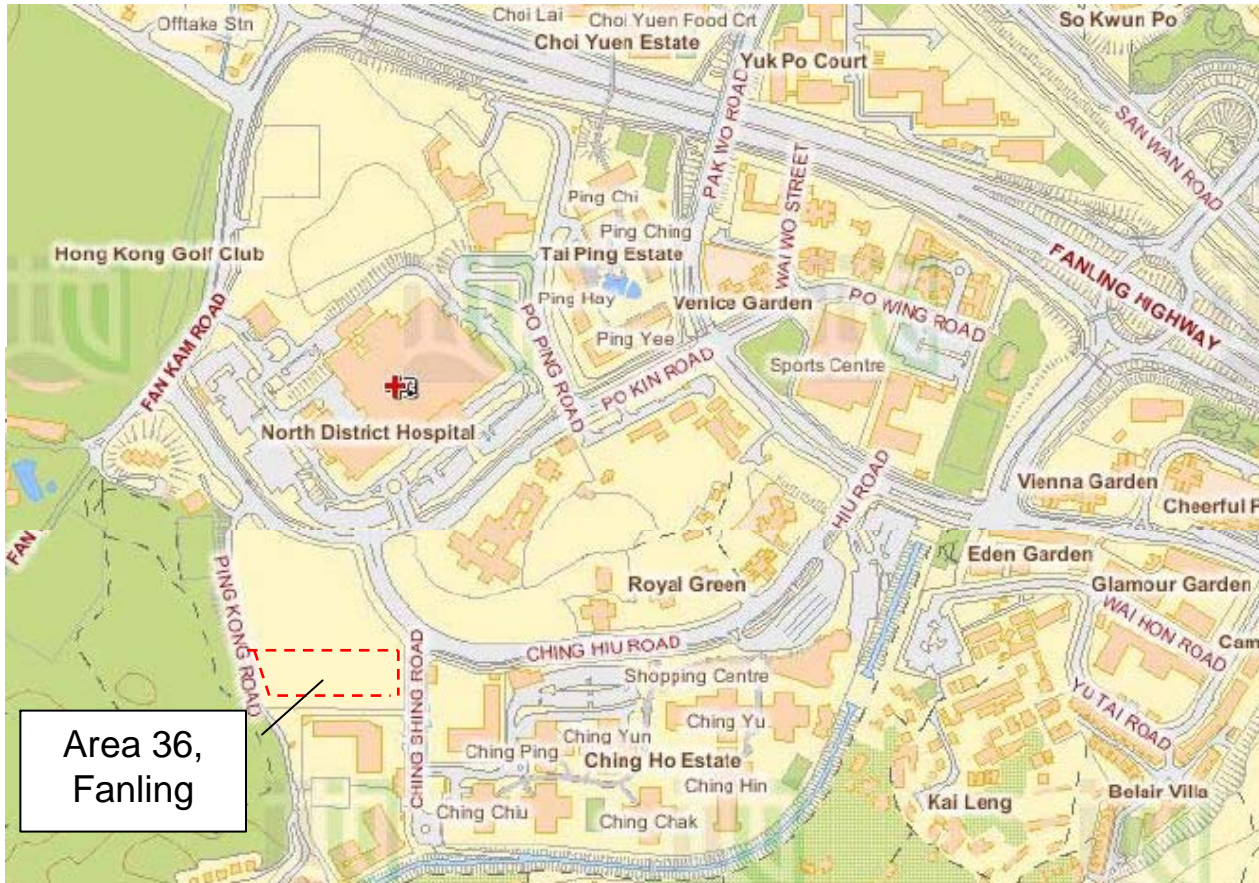 Offtake Stn
Choi Lai
Choi Yuen Food Crt
Choi Yuen Estate
So Kwun Po
Yuk Po Court
PAK WO ROAD
SAN WAN ROAD
WAI WO STREET
Ping Chi
Ping Ching
Hong Kong Golf Club
Tai Ping Estate
FANLING HIGHWAY
Ping Hay
Venice Garden
PO WING ROAD
PO PING ROAD
Ping Yee
Sports Centre
FAN KAM ROAD
PO KIN ROAD
North District Hospital
HIU ROAD
Vienna Garden
Cheerful P
FAN
Eden Garden
PING KONG ROAD
Royal Green
Glamour Garden
WAI HON ROAD
CHING HIU ROAD
Cam
CHING SHING ROAD
Shopping Centre
YU TAI ROAD
Area 36,
Fanling
Ching Yu
Ching Yun
Ching Ping
Ching Ho Estate
Ching Hin
Belair Villa
Kai Leng
Ching Chiu
Ching Chak